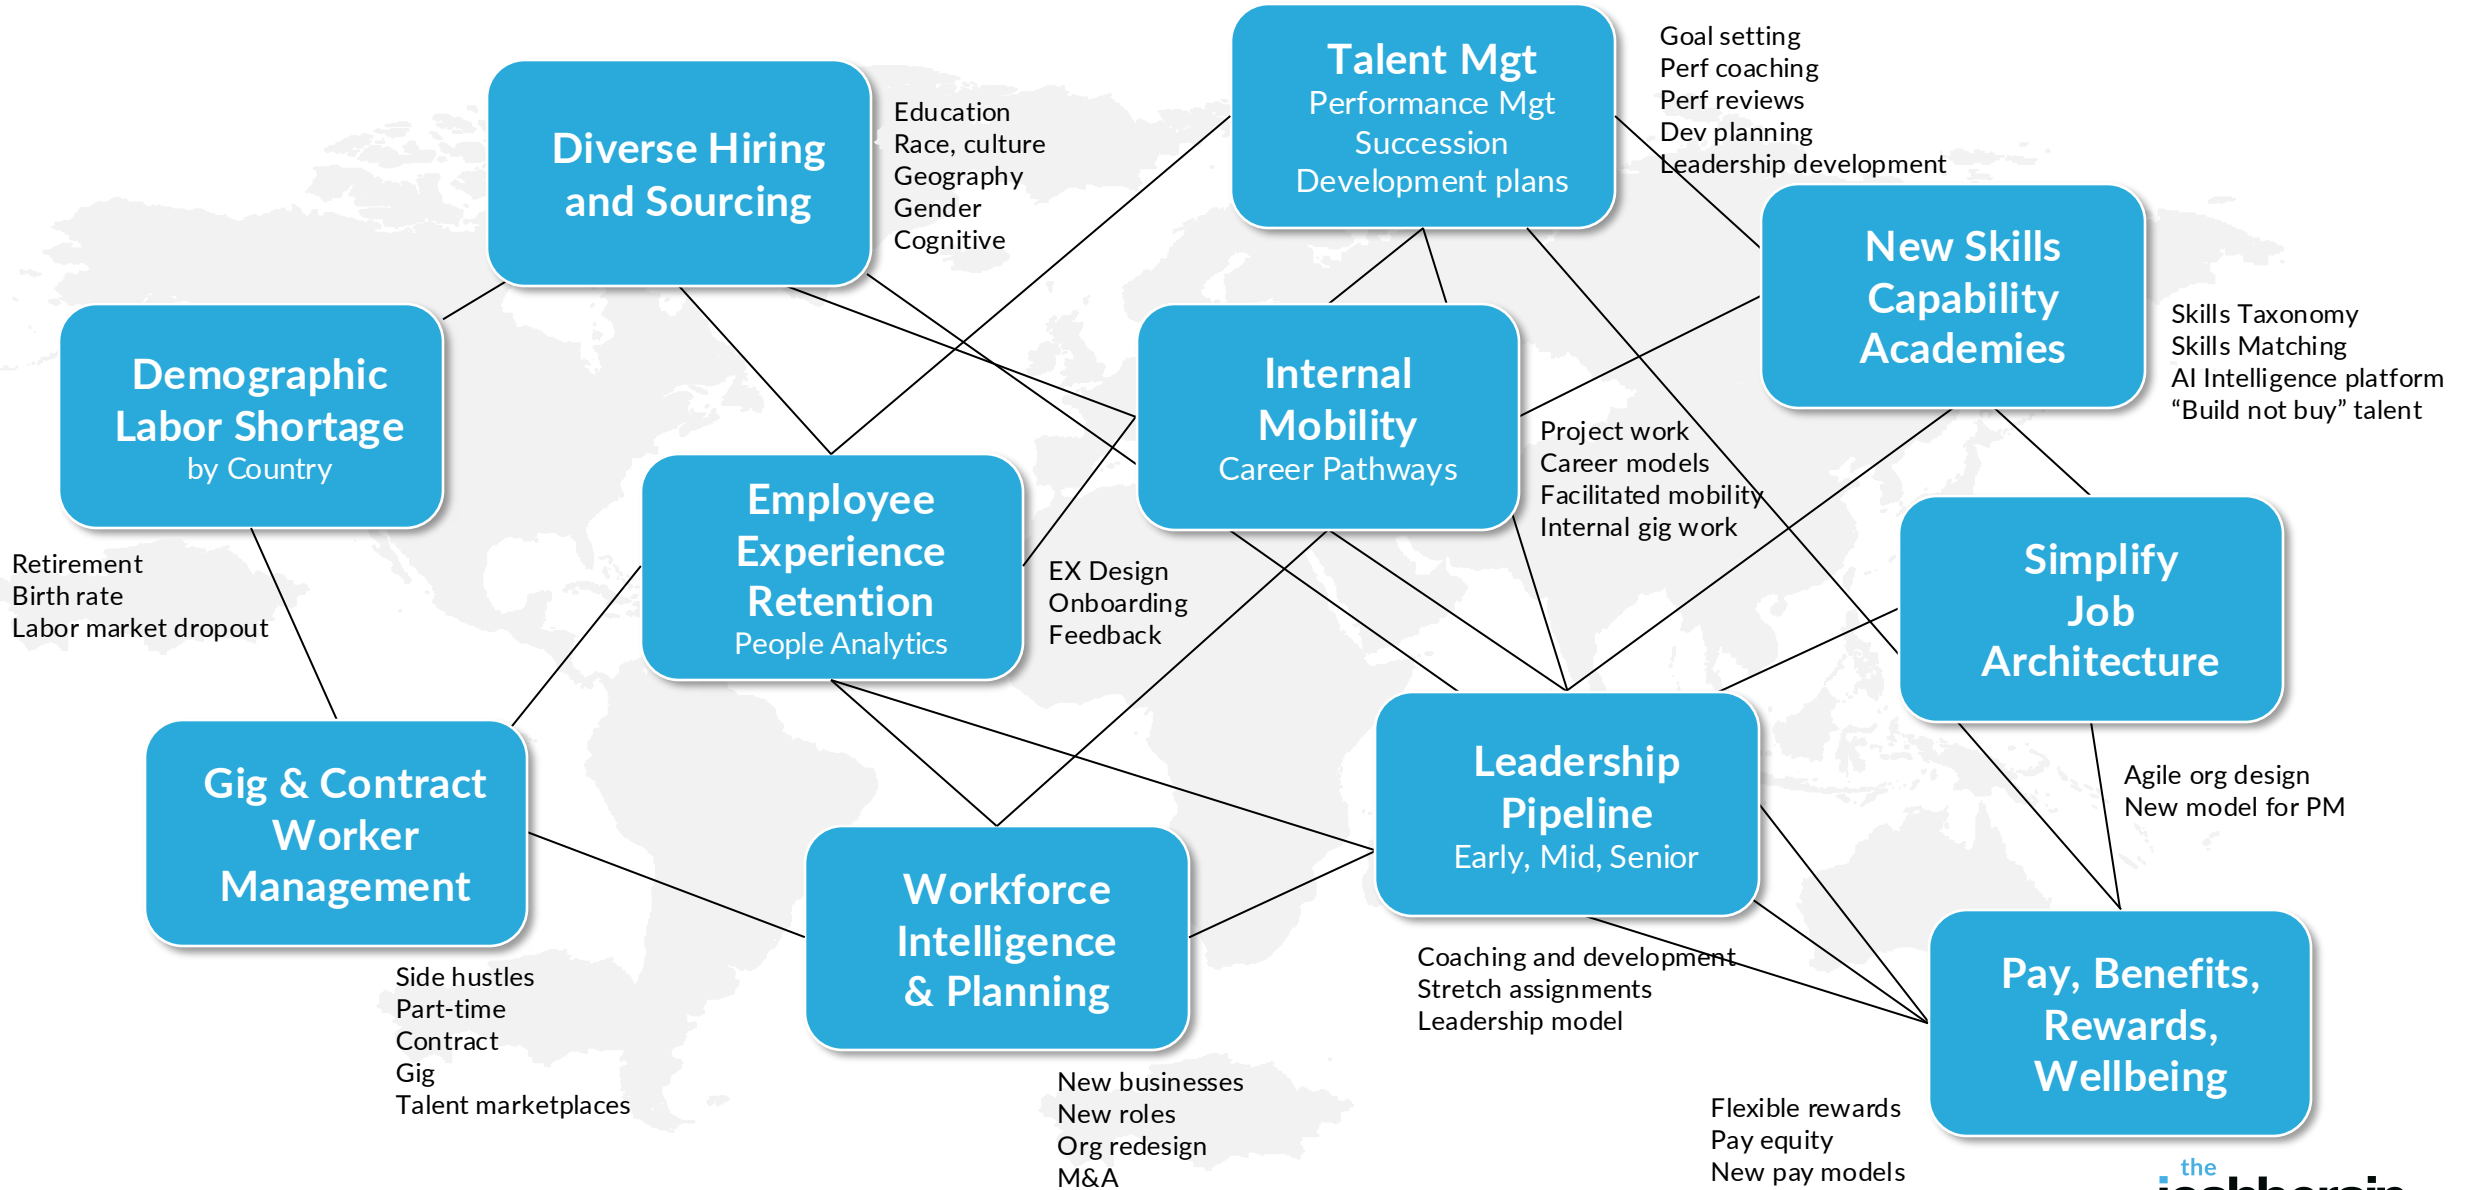 Talent Mgt
Performance Mgt
Succession
Development plans
Goal setting
Perf coaching
Perf reviews
Dev planning
Leadership development
Diverse Hiring
and Sourcing
Education
Race, culture
Geography
Gender
Cognitive
New Skills
Capability
Academies
Skills Taxonomy
Skills Matching
AI Intelligence platform
“Build not buy” talent
Demographic
Labor Shortage
by Country
Retirement
Birth rate
Labor market dropout
Internal
Mobility
Career Pathways
Project work
Career models
Facilitated mobility
Internal gig work
Employee
Experience
Retention
People Analytics
EX Design
Onboarding
Feedback
Simplify
Job
Architecture
Agile org design
New model for PM
Gig & Contract
Worker
Management
Side hustles
Part-time
Contract
Gig
Talent marketplaces
Workforce
Intelligence
& Planning
New businesses
New roles
Org redesign
M&A
Leadership
Pipeline
Early, Mid, Senior
Coaching and development
Stretch assignments
Leadership model
Pay, Benefits,
Rewards,
Wellbeing
Flexible rewards
Pay equity
New pay models
the